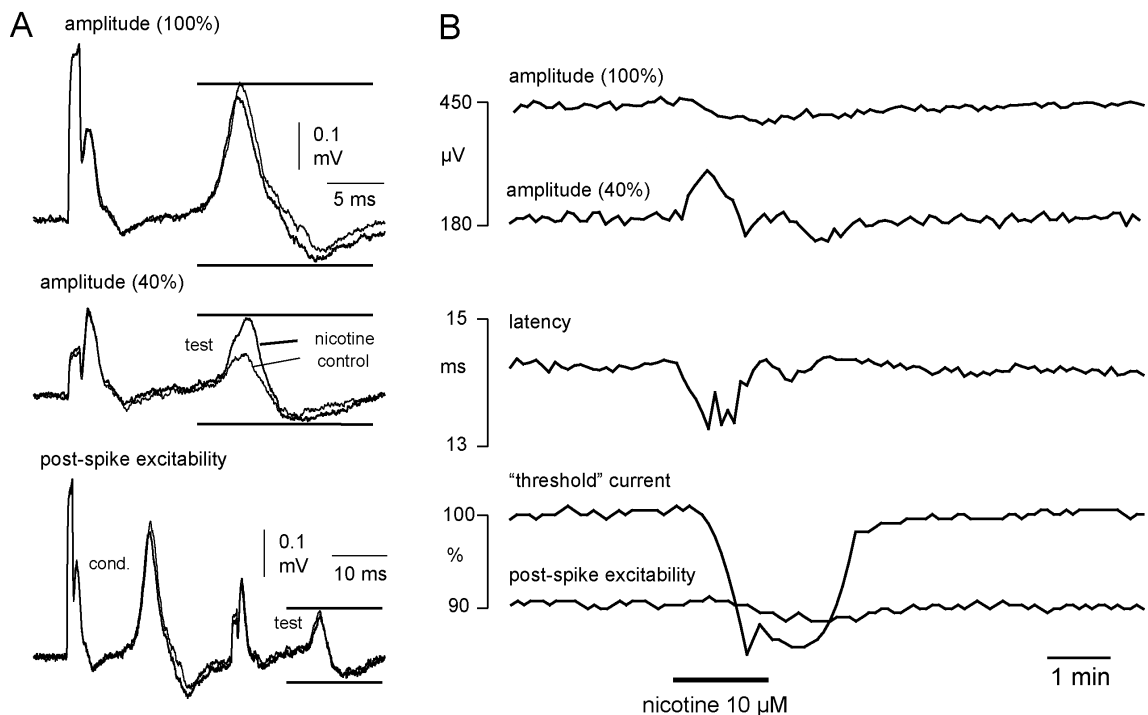 A
amplitude (100%)
0.1
mV
5 ms
amplitude (40%)
test
nicotine
control
post-spike excitability
cond.
0.1
mV
10 ms
test
B
amplitude (100%)
450
µV
amplitude (40%)
180
15
latency
ms
13
“threshold” current
100
%
post-spike excitability
90
1 min
nicotine 10 µM